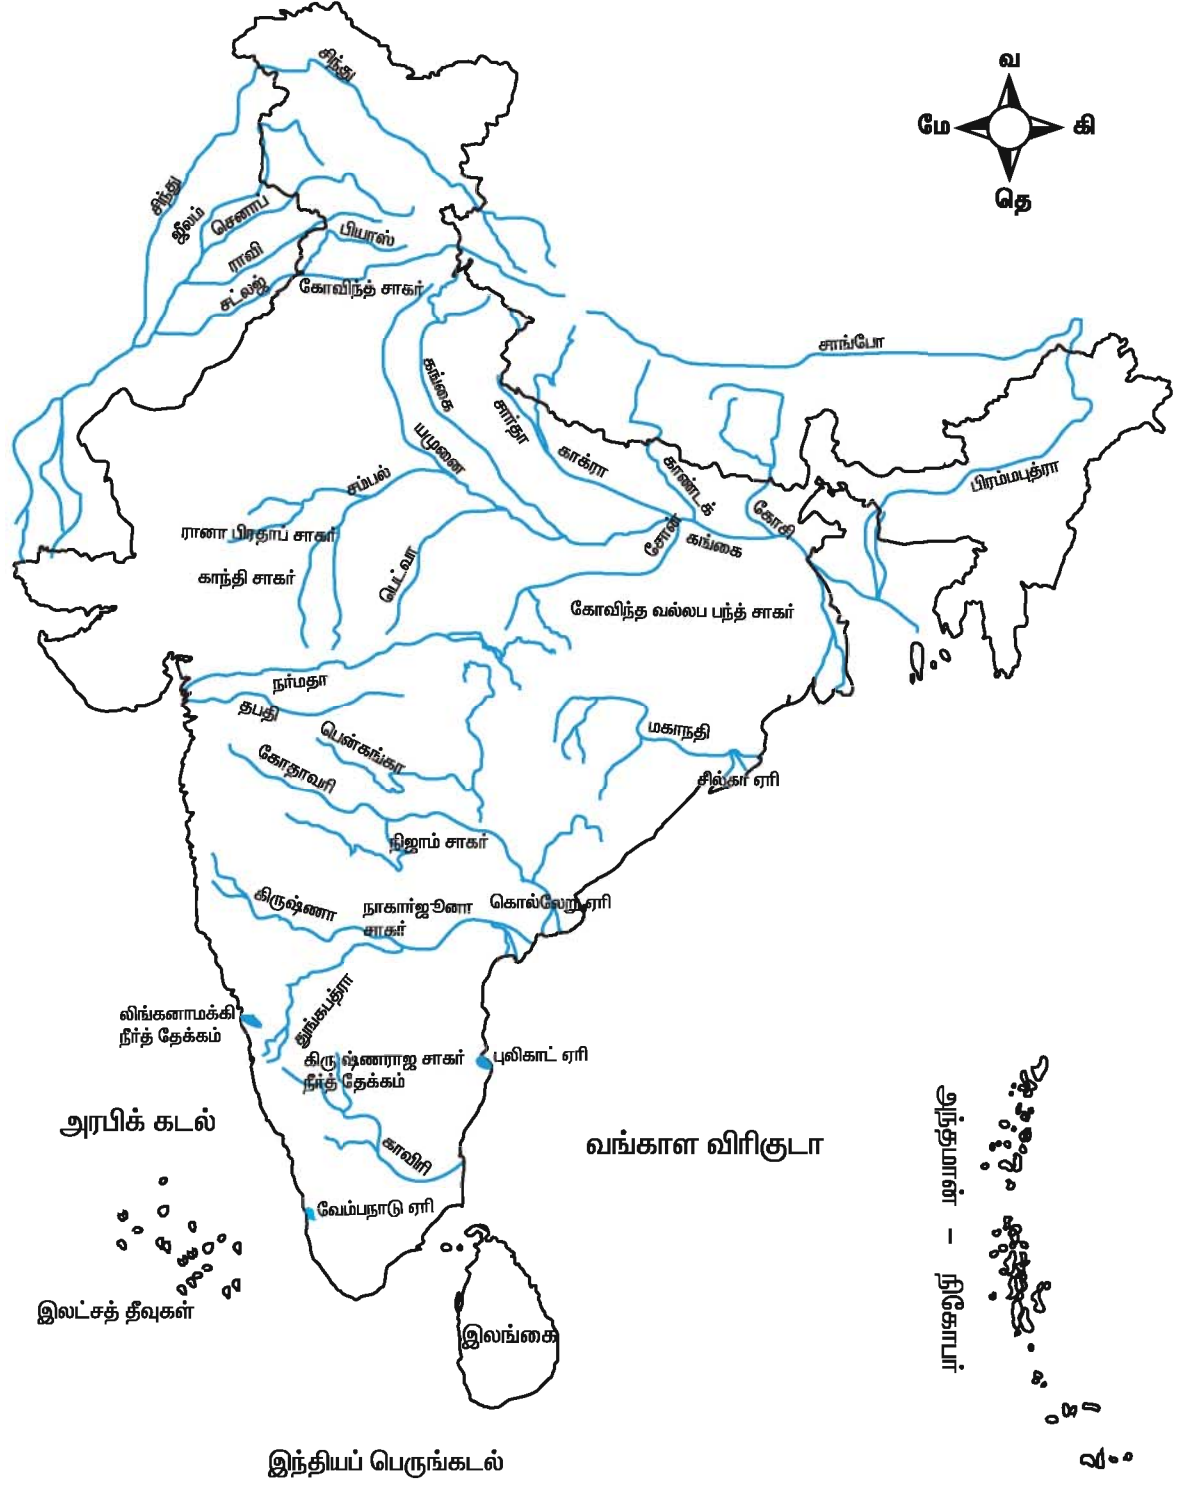 சிந்து
வ
மே
கி
தெ
சிந்து
ஜீலம்
செனாப்
ராவி
பியாஸ்
சட்லஜ்
கோவிந்த் சாகர்
சாங்போ
கங்கை
சார்தா
யமுனை
காக்ரா
காண்டக்
சம்பல்
பிரம்மபுத்ரா
கோசி
ரானா பிரதாப் சாகர்
சோன்
கங்கை
காந்தி சாகர்
பெட்வா
கோவிந்த வல்லப பந்த் சாகர்
நர்மதா
தபதி
மகாநதி
பென்கங்கா
கோதாவரி
சில்கா ஏரி
நிஜாம் சாகர்
கிருஷ்ணா
நாகார்ஜூனா
சாகர்
கொல்லேறு ஏரி
துங்கபத்ரா
லிங்கனாமக்கி
நீர்த் தேக்கம்
கிருஷ்ணராஜ சாகர்
நீர்த் தேக்கம்
புலிகாட் ஏரி
அரபிக் கடல்
வங்காள விரிகுடா
அந்தமான் – நிகோபர்
காவிரி
வேம்பநாடு ஏரி
இலட்சத் தீவுகள்
இலங்கை
இந்தியப் பெருங்கடல்